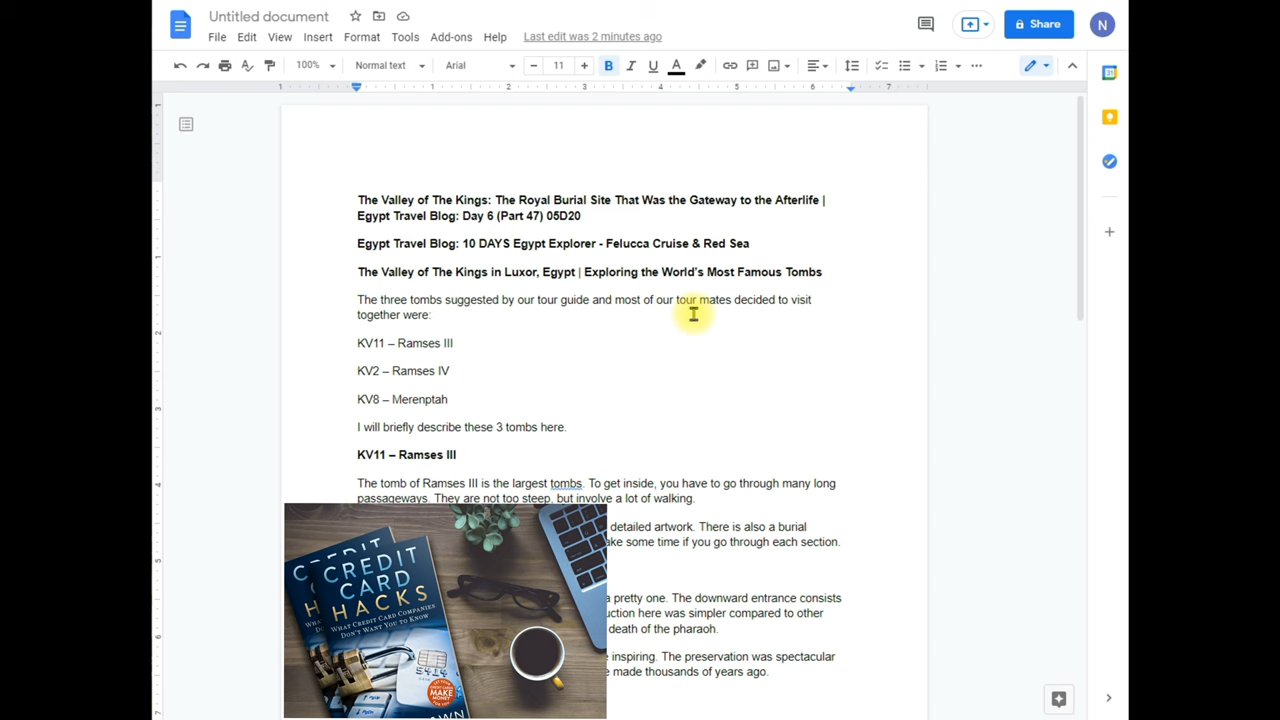 Untitled document
File Edit View Insert Format Tools Add-ons Help Last edit was 2 minutes ago
Share
N
100% Normal text Arial 11 B I U A
1 1 2 3 4 5 6 7
31
The Valley of The Kings: The Royal Burial Site That Was the Gateway to the Afterlife |
Egypt Travel Blog: Day 6 (Part 47) 05D20
Egypt Travel Blog: 10 DAYS Egypt Explorer - Felucca Cruise & Red Sea
The Valley of The Kings in Luxor, Egypt | Exploring the World's Most Famous Tombs
The three tombs suggested by our tour guide and most of our tour mates decided to visit
together were:
KV11 – Ramses III
KV2 – Ramses IV
KV8 – Merenptah
I will briefly describe these 3 tombs here.
KV11 – Ramses III
The tomb of Ramses III is the largest tombs. To get inside, you have to go through many long
passageways. They are not too steep, but involve a lot of walking.
detailed artwork. There is also a burial
ake some time if you go through each section.
a pretty one. The downward entrance consists
uction here was simpler compared to other
death of the pharaoh.
e inspiring. The preservation was spectacular
e made thousands of years ago.
CREDIT
CARD
HACKS
WHAT CREDIT CARD COMPANIES
DON'T WANT YOU TO KNOW
5414
MAKE
MONEY